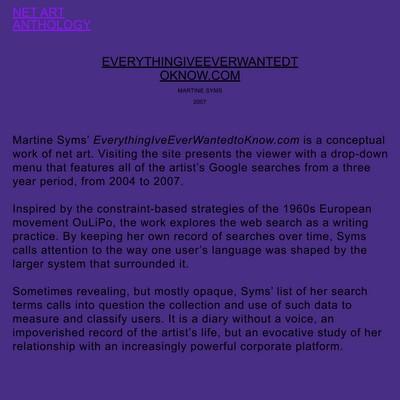 NET ART
ANTHOLOGY
EVERYTHINGIVEEVERWANTEDT
OKNOW.COM
MARTINE SYMS
2007
Martine Syms’ EverythingIveEverWantedtoKnow.com is a conceptual
work of net art. Visiting the site presents the viewer with a drop-down
menu that features all of the artist’s Google searches from a three
year period, from 2004 to 2007.
Inspired by the constraint-based strategies of the 1960s European
movement OuLiPo, the work explores the web search as a writing
practice. By keeping her own record of searches over time, Syms
calls attention to the way one user’s language was shaped by the
larger system that surrounded it.
Sometimes revealing, but mostly opaque, Syms’ list of her search
terms calls into question the collection and use of such data to
measure and classify users. It is a diary without a voice, an
impoverished record of the artist’s life, but an evocative study of her
relationship with an increasingly powerful corporate platform.